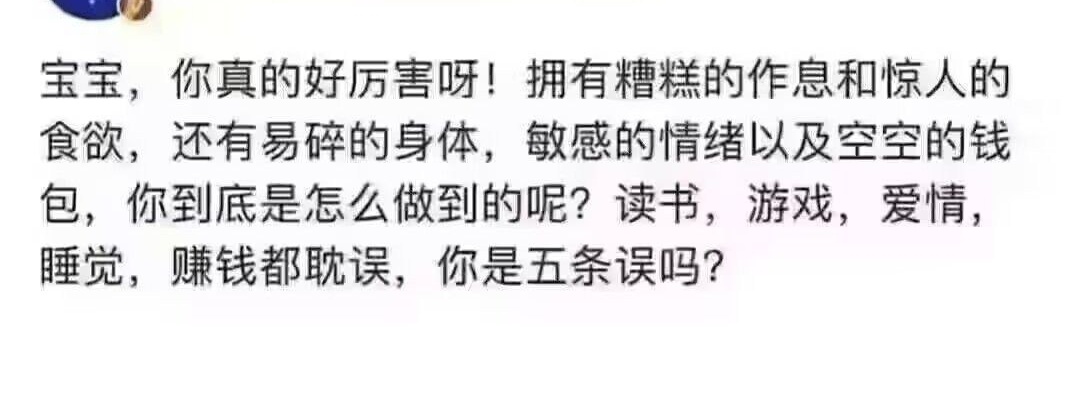 宝宝，你真的好厉害呀！拥有糟糕的作息和惊人的
食欲，还有易碎的身体，敏感的情绪以及空空的钱
包，你到底是怎么做到的呢？读书，游戏，爱情，
睡觉，赚钱都耽误，你是五条误吗？